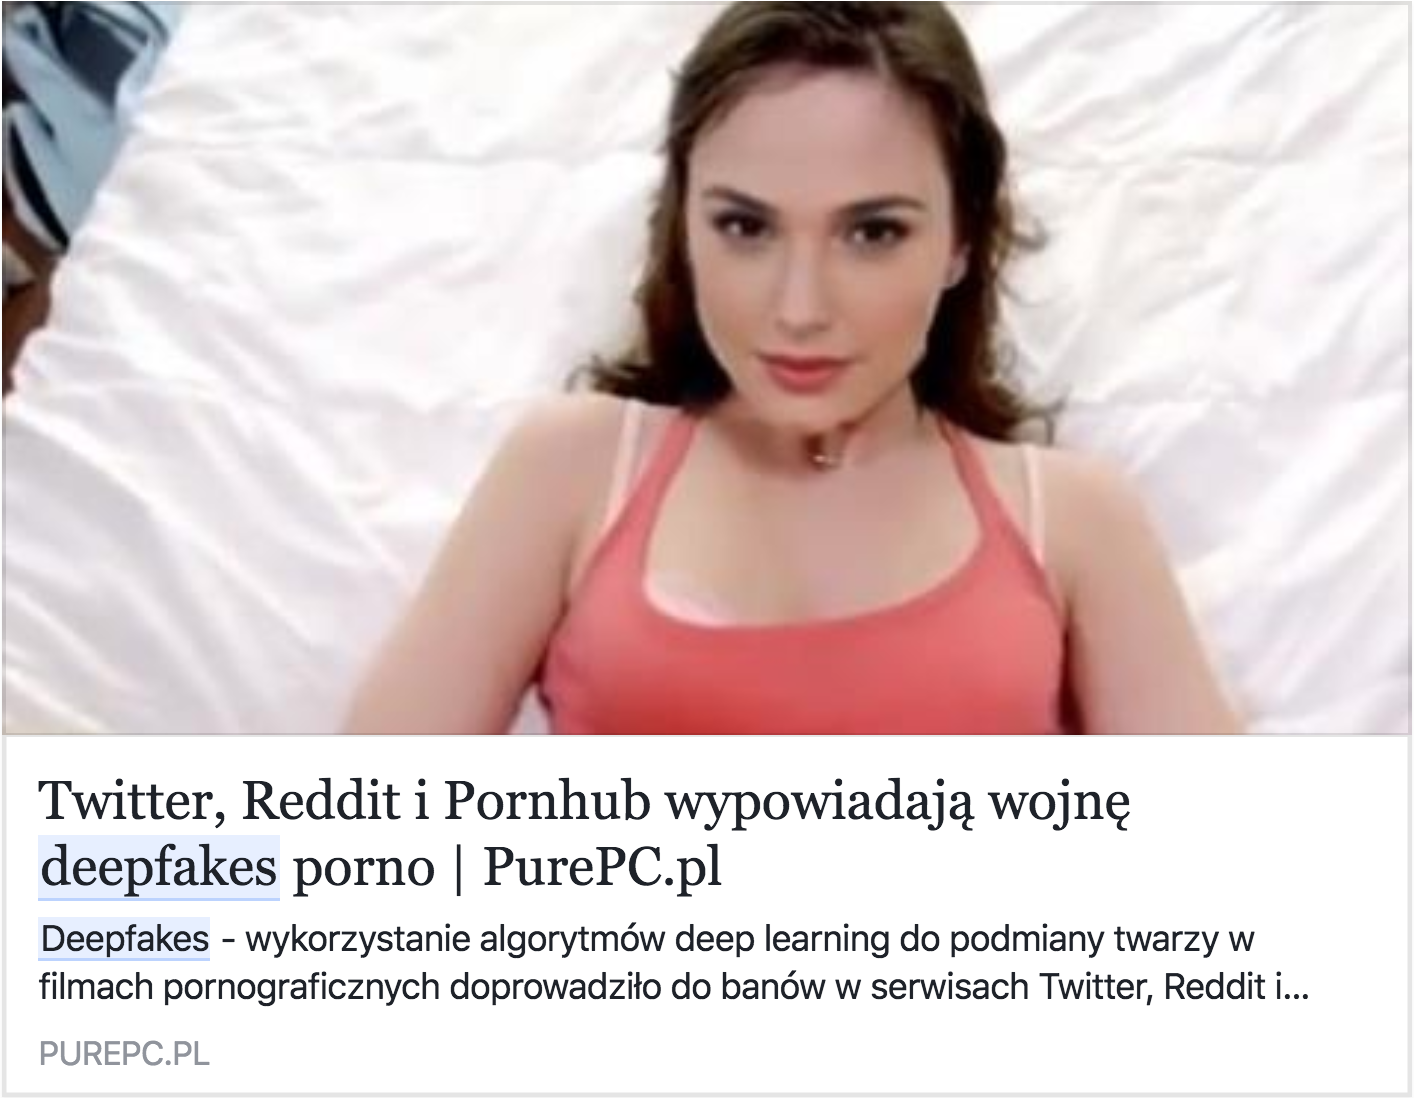 Twitter, Reddit i Pornhub wypowiadają wojnę
deepfakes porno | PurePC.pl
Deepfakes - wykorzystanie algorytmów deep learning do podmiany twarzy w
filmach pornograficznych doprowadziło do banów w serwisach Twitter, Reddit i...
PUREPC.PL